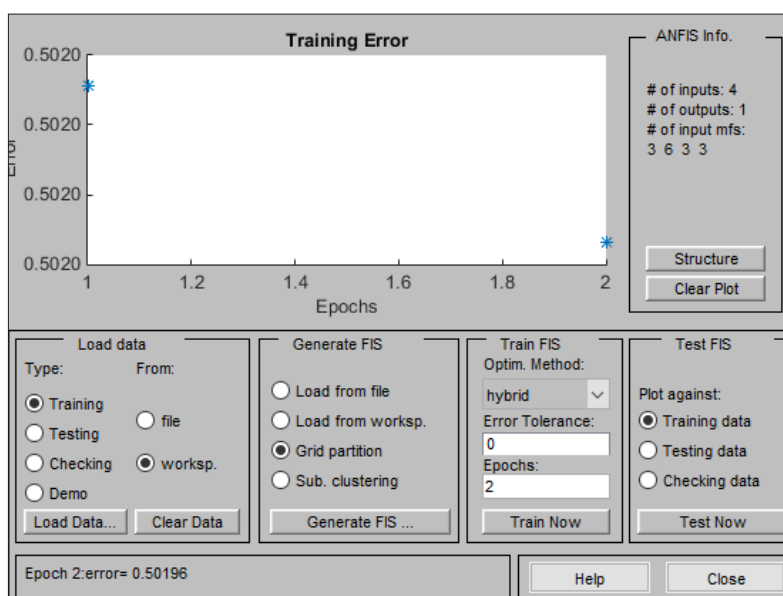 Training Error
0.5020
0.5020
0.5020
0.5020
Error
1
1.2
1.4
1.6
1.8
2
Epochs
ANFIS Info.
# of inputs: 4
# of outputs: 1
# of input mfs:
3 6 3 3
Structure
Clear Plot
Load data
Type:
From:
Training
Testing
Checking
Demo
file
worksp.
Load Data...
Clear Data
Generate FIS
Load from file
Load from worksp.
Grid partition
Sub. clustering
Generate FIS ...
Train FIS
Optim. Method:
hybrid
Error Tolerance:
0
Epochs:
2
Train Now
Test FIS
Plot against:
Training data
Testing data
Checking data
Test Now
Epoch 2:error= 0.50196
Help
Close